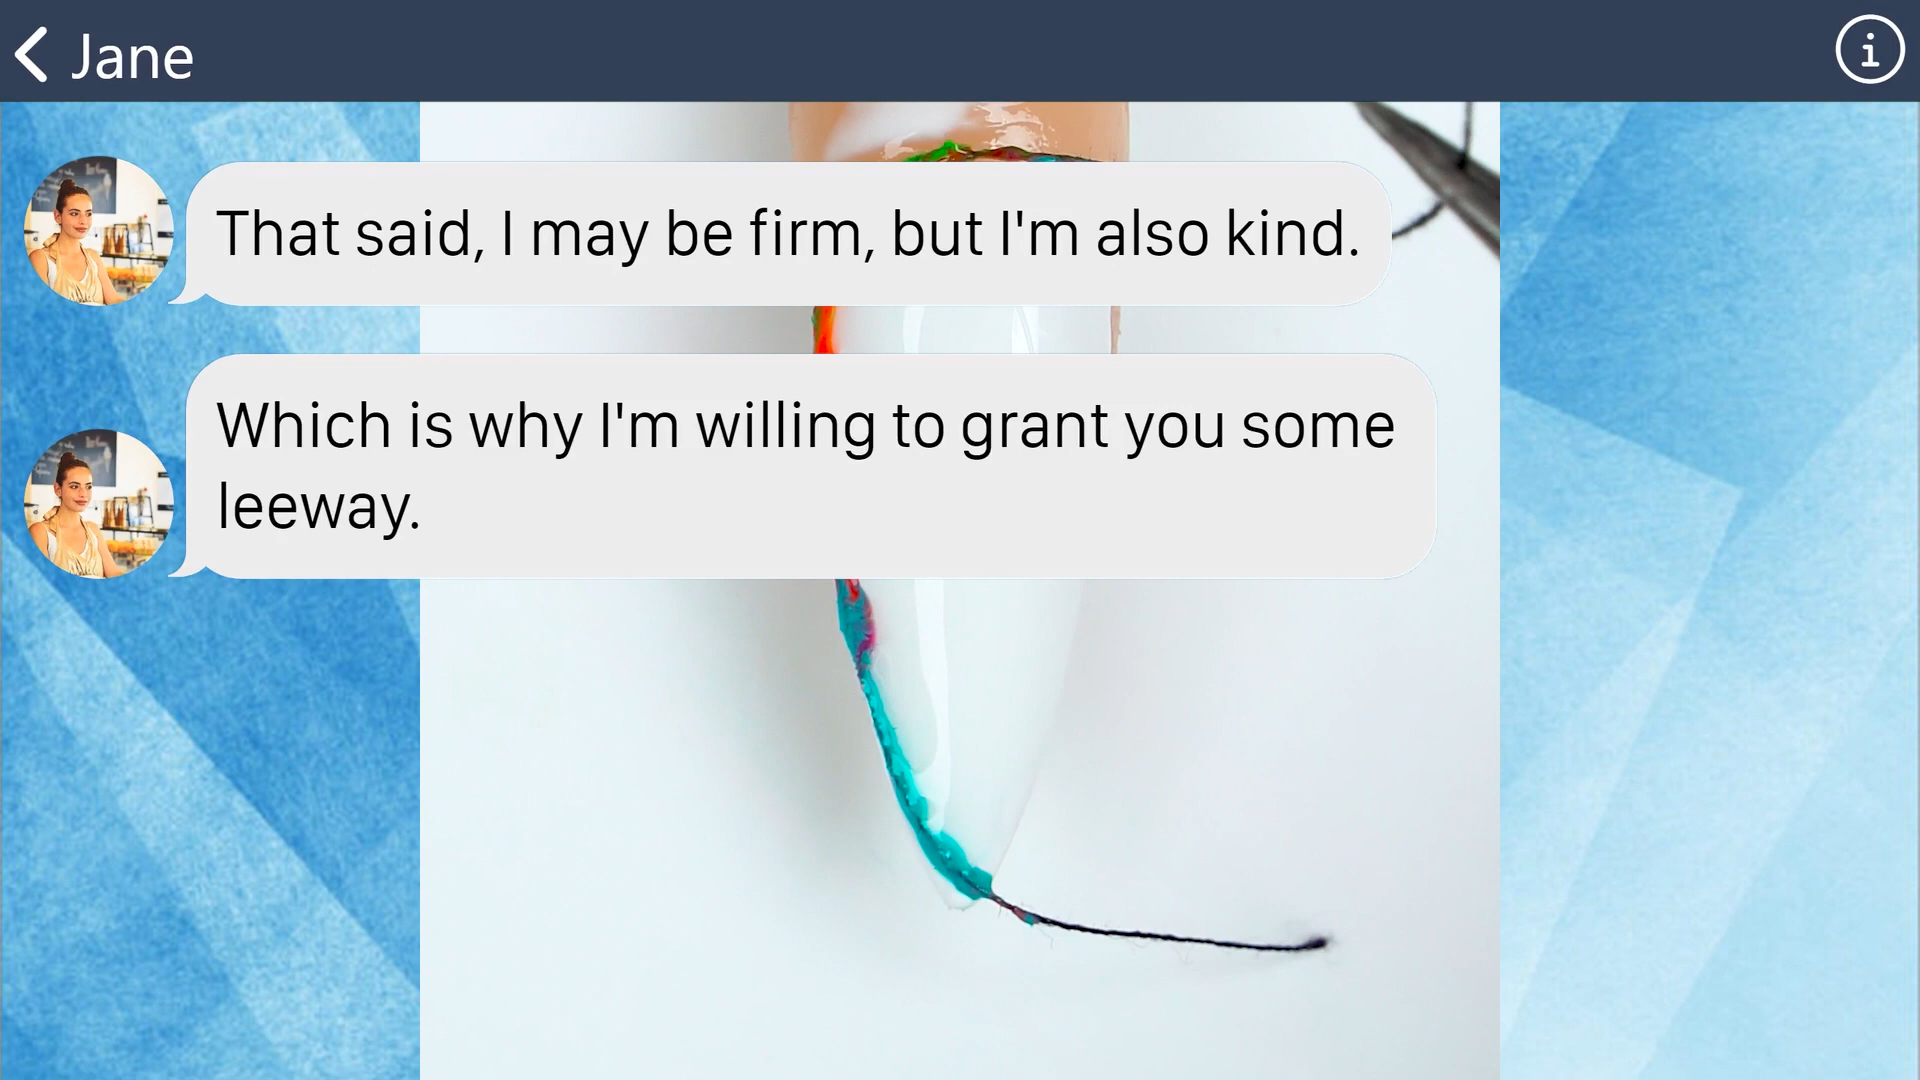 Jane
That said, I may be firm, but I'm also kind.
Which is why I'm willing to grant you some
leeway.